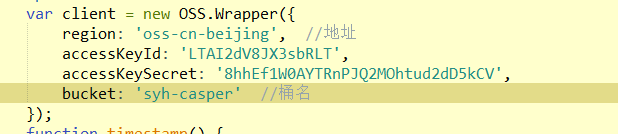 var client = new OSS.Wrapper({
region: 'oss-cn-beijing', //地址
accessKeyId: 'LTAI2dV8JX3sbRLT',
accessKeySecret: '8hhEf1W0AYTRnPJQ2MOhtud2dD5kCV',
bucket: 'syh-casper' //桶名
});
function timestamp() {